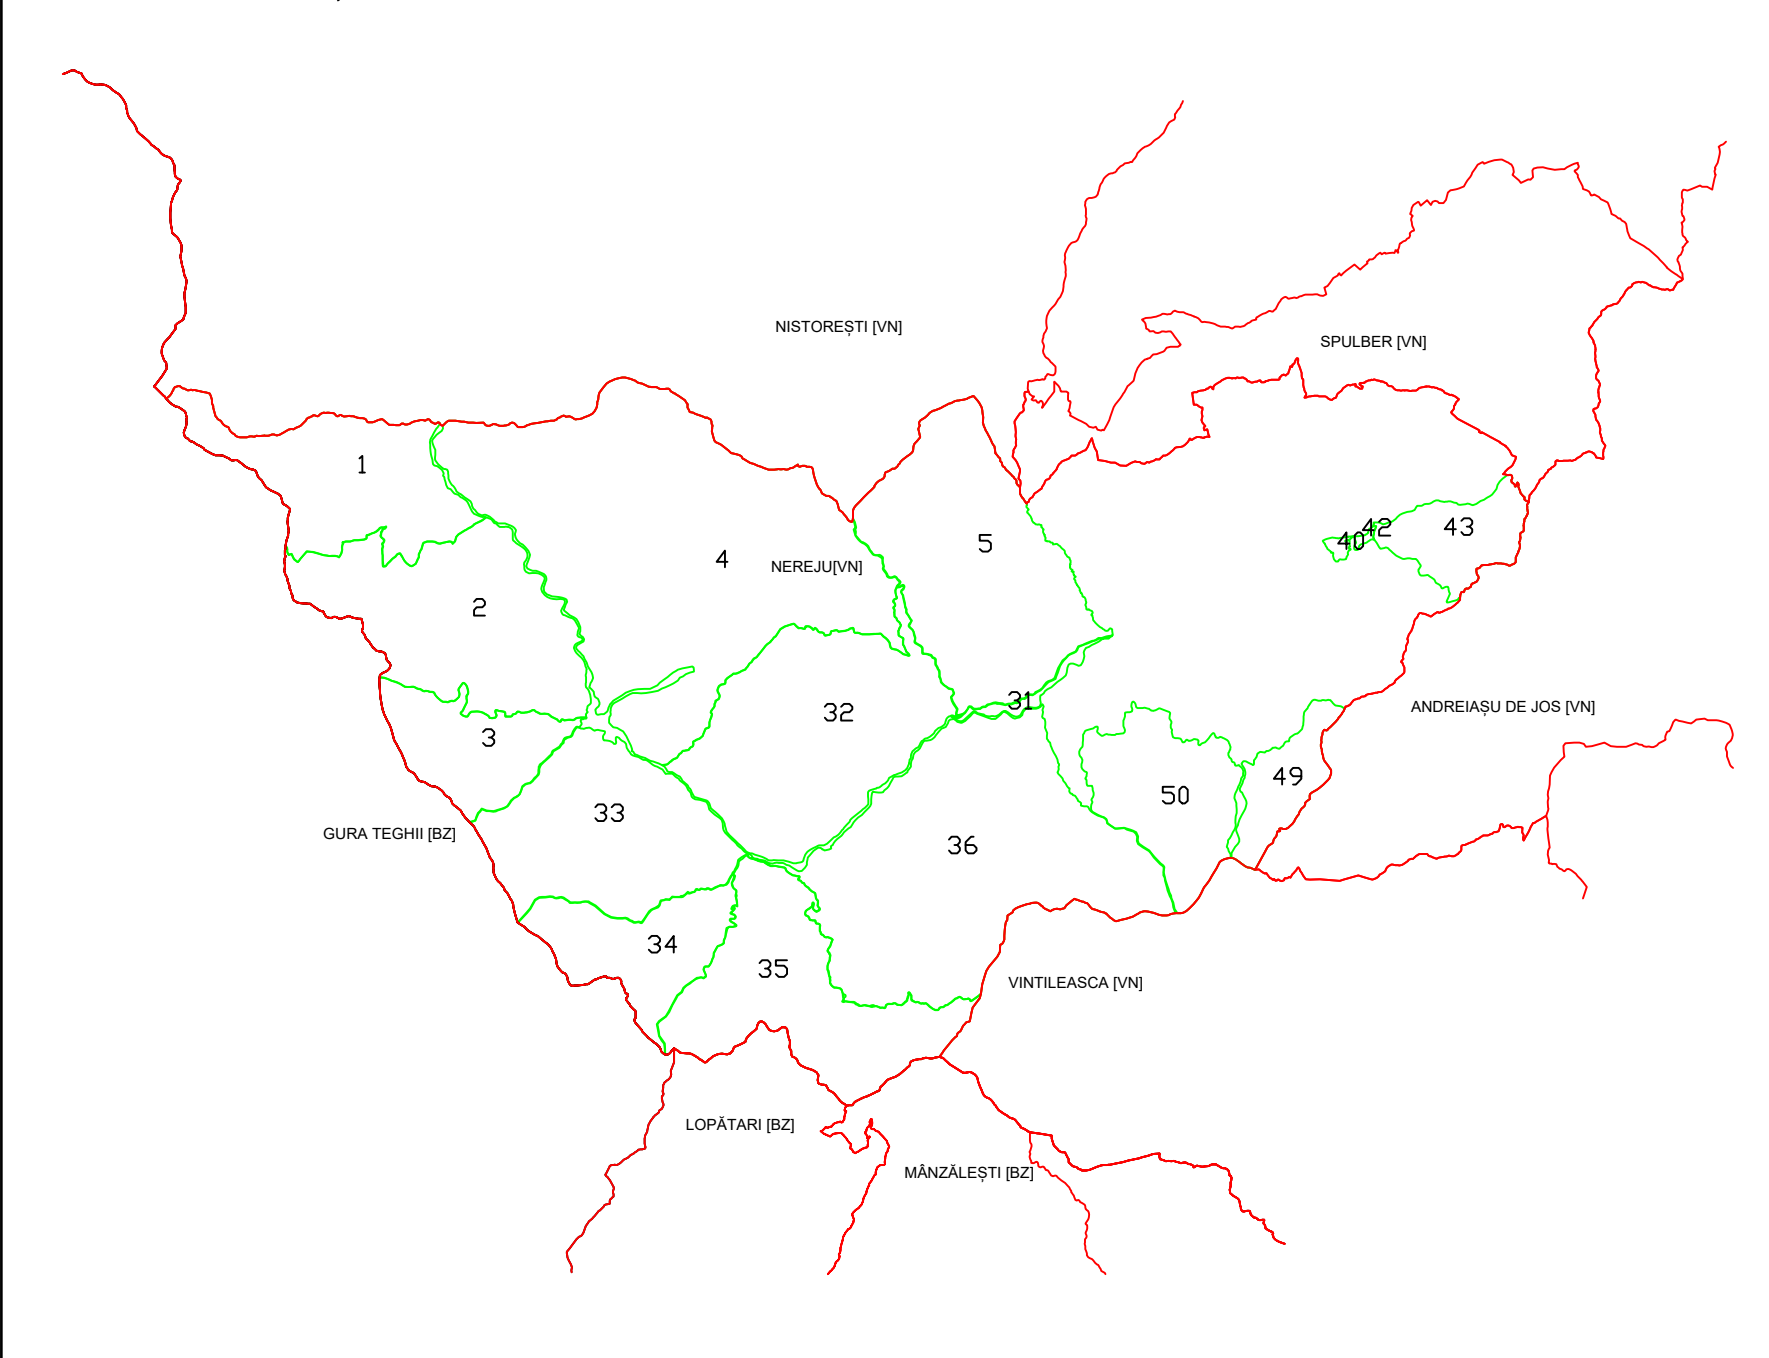 NISTOREȘTI [VN]
SPULBER [VN]
1
42
43
40
5
4
NEREJU[VN]
2
31
ANDREIAȘU DE JOS [VN]
32
3
49
50
33
GURA TEGHII [BZ]
36
34
35
VINTILEASCA [VN]
LOPĂTARI [BZ]
MÂNZĂLEȘTI [BZ]